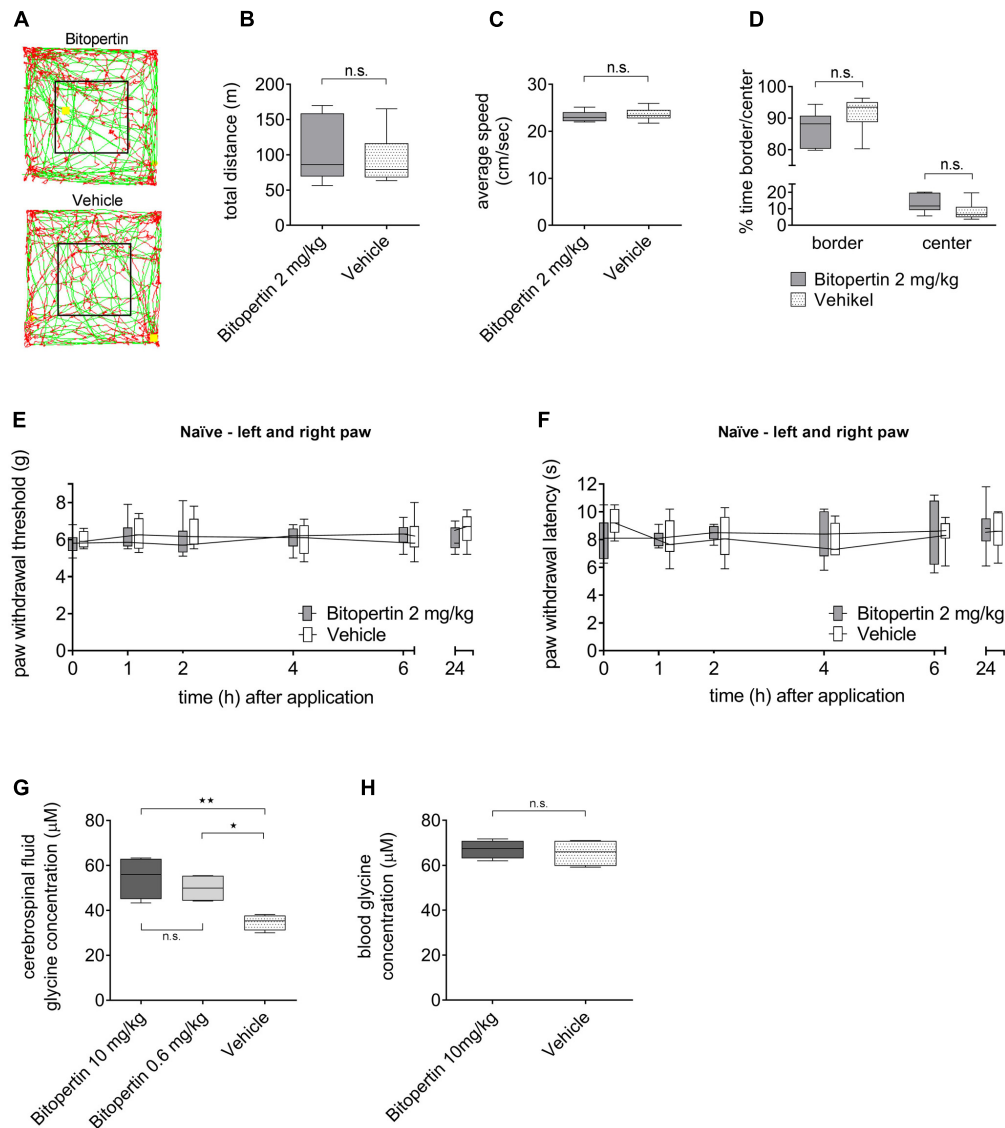 A
Bitopertin
Vehicle
B
n.s.
total distance (m)
200
150
100
50
0
Bitopertin 2 mg/kg
Vehicle
C
n.s.
average speed
(cm/sec)
30
20
10
0
Bitopertin 2 mg/kg
Vehicle
D
n.s.
n.s.
% time border/center
100
90
80
20
10
0
border
center
Bitopertin 2 mg/kg
Vehikel
E
Naïve - left and right paw
paw withdrawal threshold (g)
8
6
4
2
0
Bitopertin 2 mg/kg
Vehicle
0 1 2 4 6 24
time (h) after application
F
Naïve - left and right paw
paw withdrawal latency (s)
12
10
8
6
4
2
0
Bitopertin 2 mg/kg
Vehicle
0 1 2 4 6 24
time (h) after application
G
★★
★
n.s.
cerebrospinal fluid
glycine concentration (µM)
80
60
40
20
0
Bitopertin 10 mg/kg
Bitopertin 0.6 mg/kg
Vehicle
H
n.s.
blood glycine
concentration (µM)
80
60
40
20
0
Bitopertin 10mg/kg
Vehicle